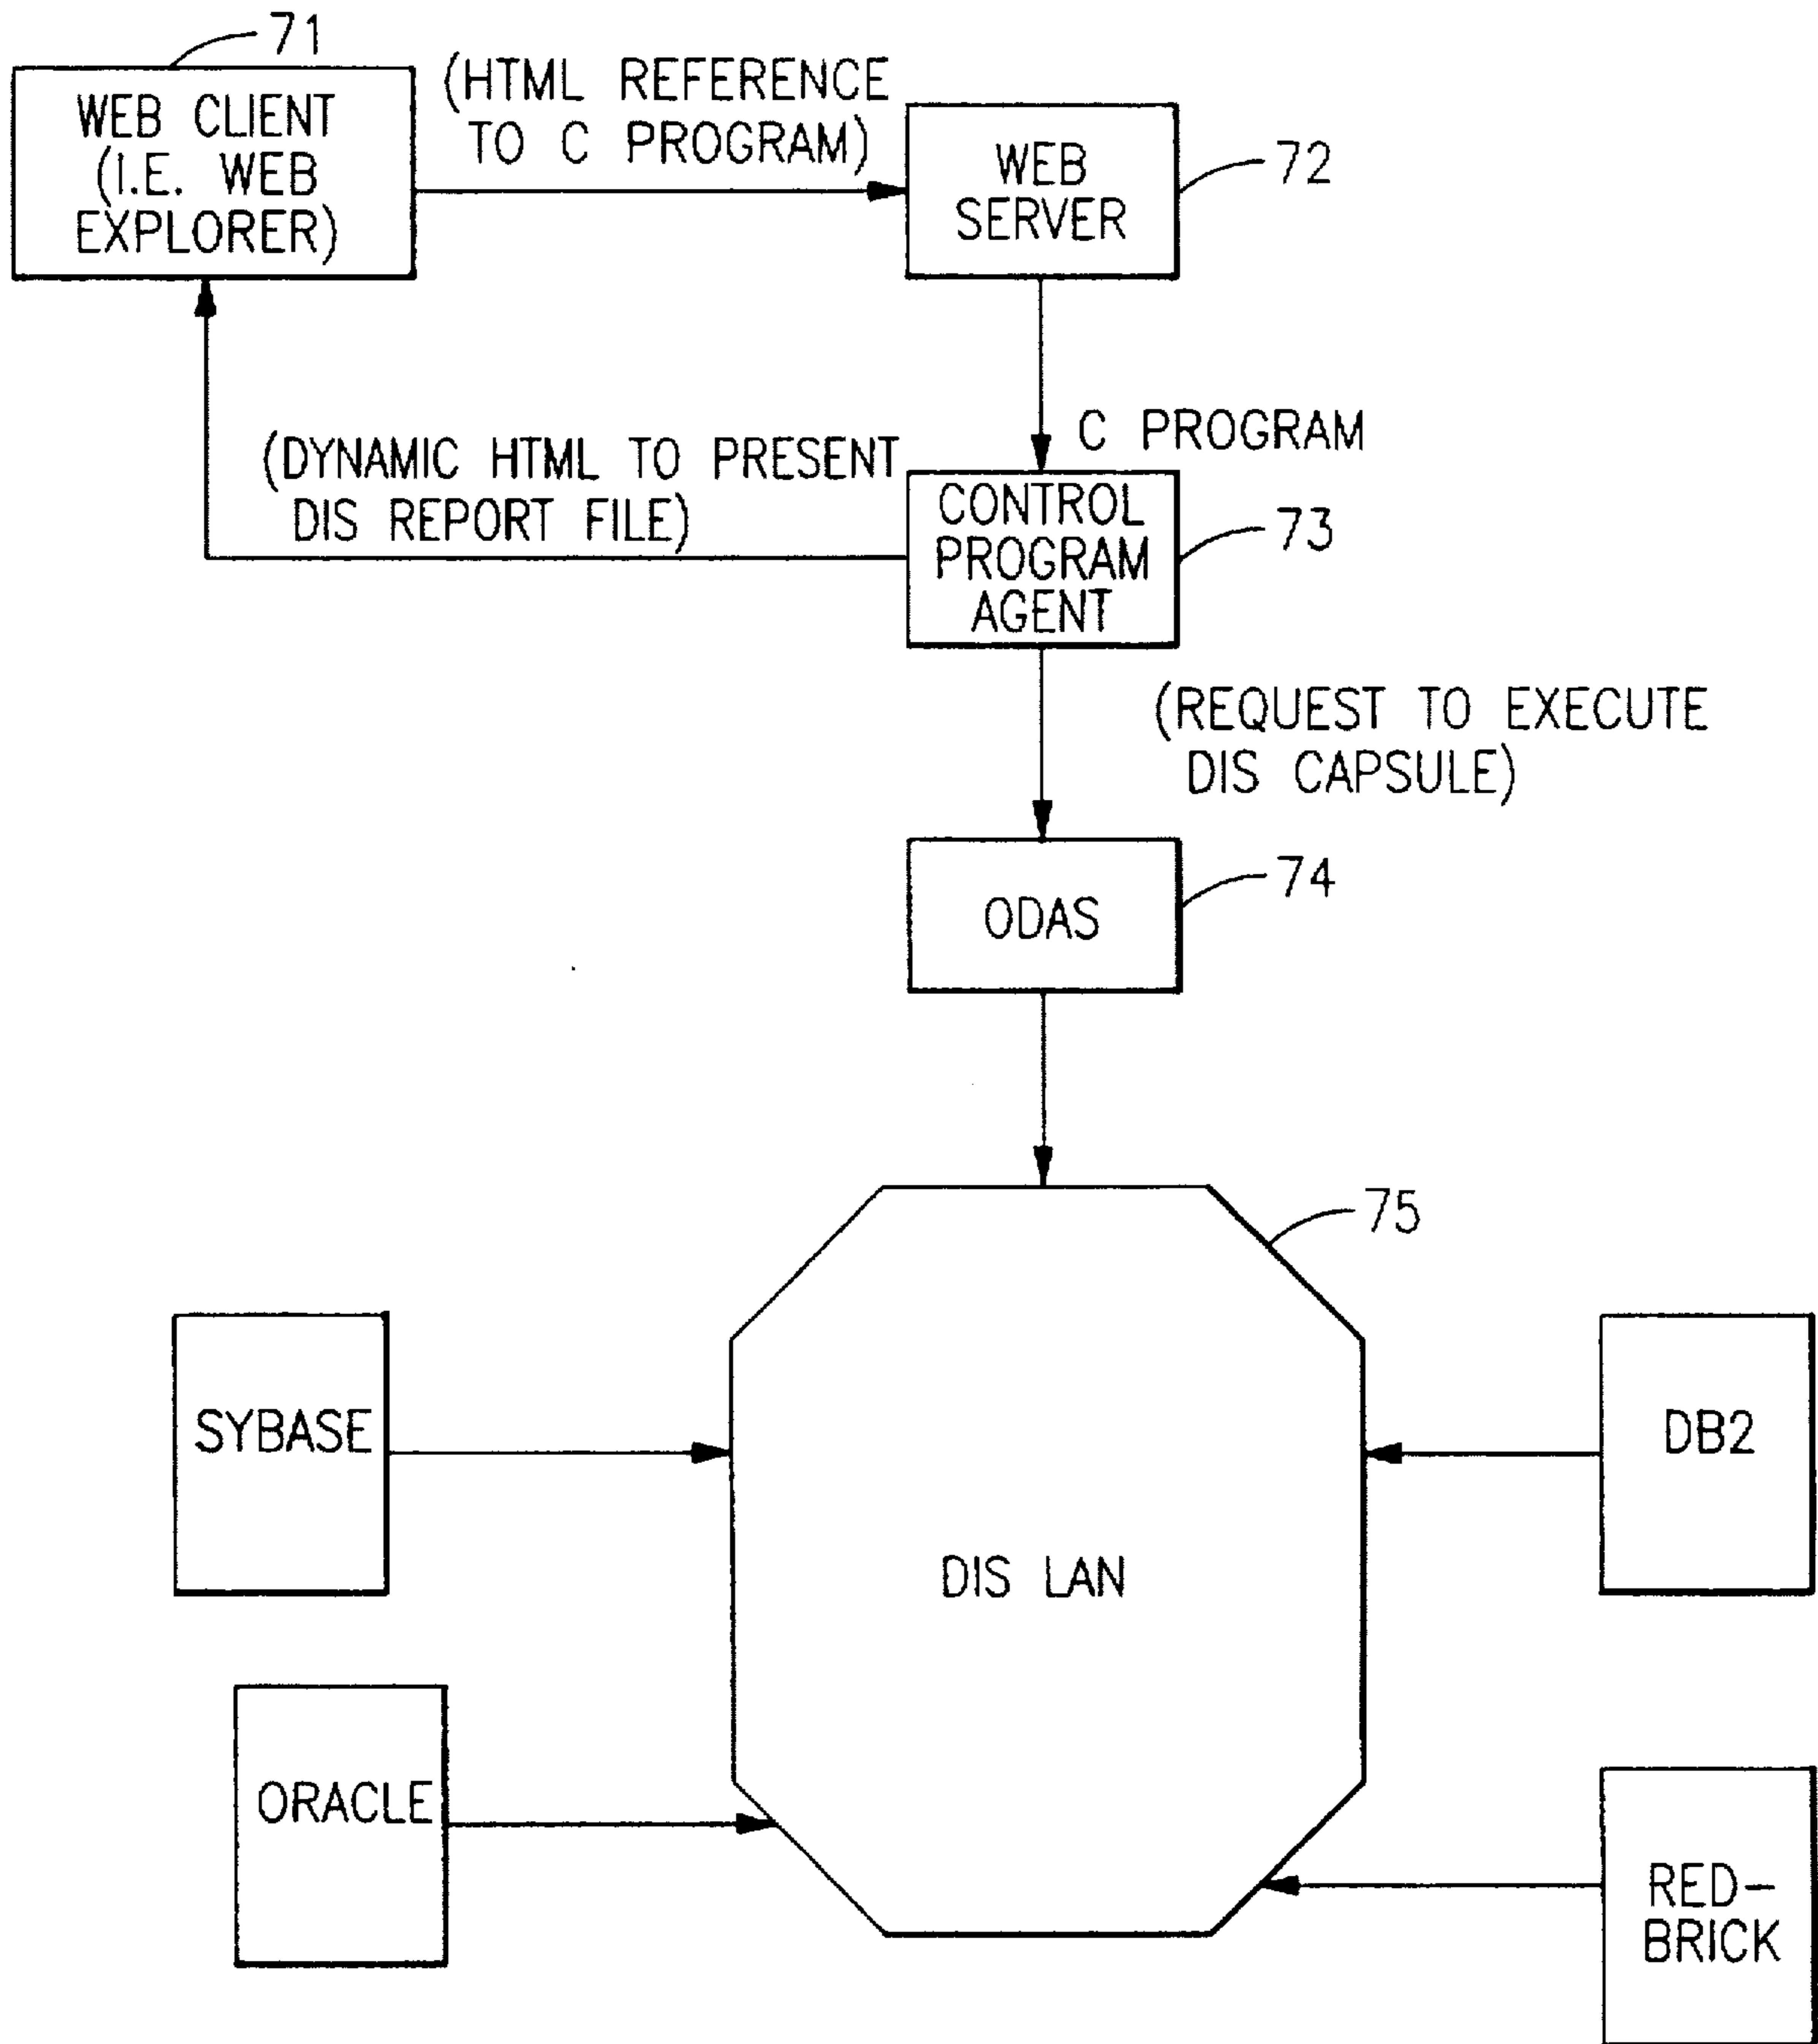 71
WEB CLIENT
(I.E. WEB
EXPLORER)
(HTML REFERENCE
TO C PROGRAM)
WEB
SERVER
72
C PROGRAM
(DYNAMIC HTML TO PRESENT
DIS REPORT FILE)
CONTROL
PROGRAM
AGENT
73
(REQUEST TO EXECUTE
DIS CAPSULE)
ODAS
74
75
SYBASE
DB2
DIS LAN
ORACLE
RED-
BRICK